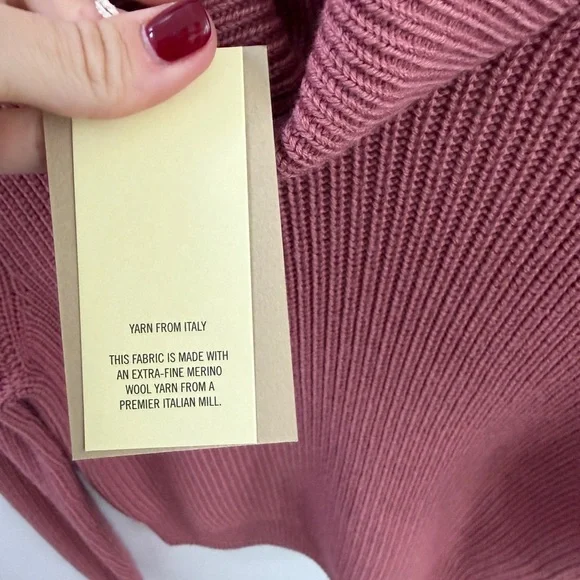 YARN FROM ITALY
THIS FABRIC IS MADE WITH
AN EXTRA-FINE MERINO
WOOL YARN FROM A
PREMIER ITALIAN MILL.